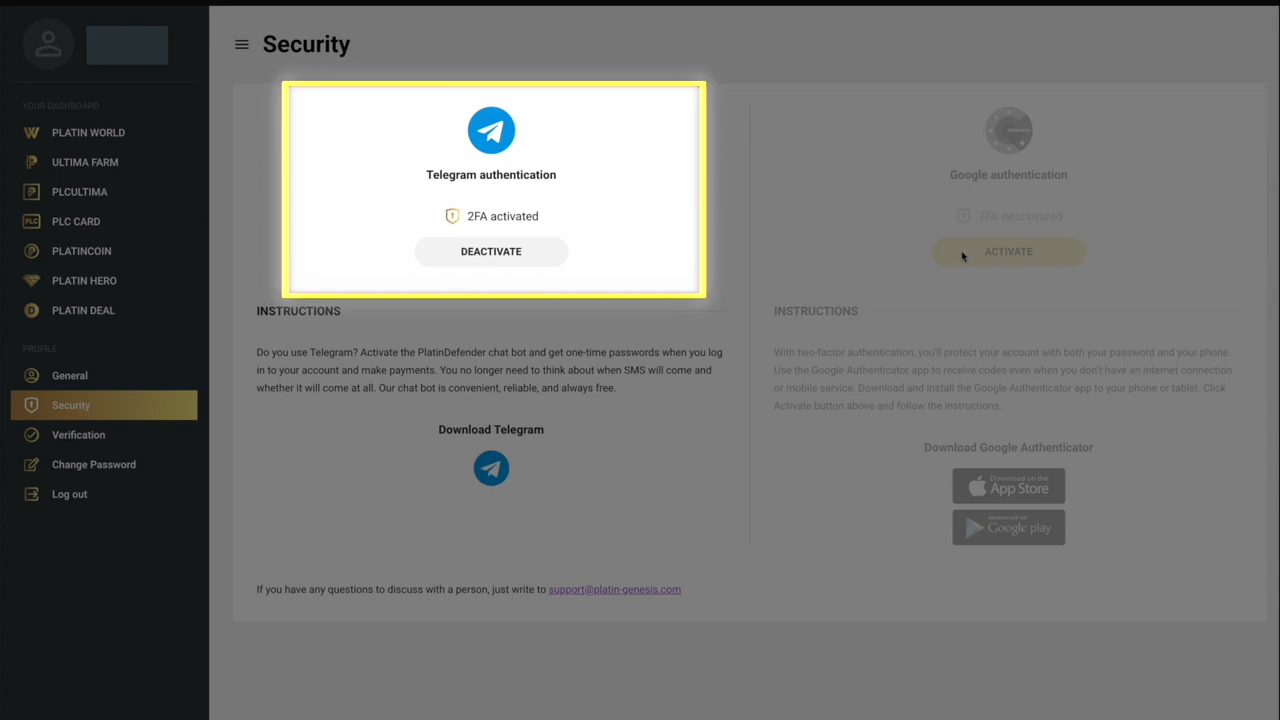 Security
YOUR DASHBOARD
PLATIN WORLD
ULTIMA FARM
PLCULTIMA
PLC
PLC CARD
PLATINCOIN
PLATIN HERO
PLATIN DEAL
PROFILE
General
Security
Verification
Change Password
Log out
Telegram authentication
2FA activated
DEACTIVATE
INSTRUCTIONS
Do you use Telegram? Activate the PlatinDefender chat bot and get one-time passwords when you log
in to your account and make payments. You no longer need to think about when SMS will come and
whether it will come at all. Our chat bot is convenient, reliable, and always free.
Download Telegram
Google authentication
2FA deactivated
ACTIVATE
INSTRUCTIONS
With two-factor authentication, you'll protect your account with both your password and your phone.
Use the Google Authenticator app to receive codes even when you don't have an internet connection
or mobile service. Download and install the Google Authenticator app to your phone or tablet. Click
Activate button above and follow the instructions.
Download Google Authenticator
Download on the
App Store
ANDROID APP ON
Google play
If you have any questions to discuss with a person, just write to support@platin-genesis.com